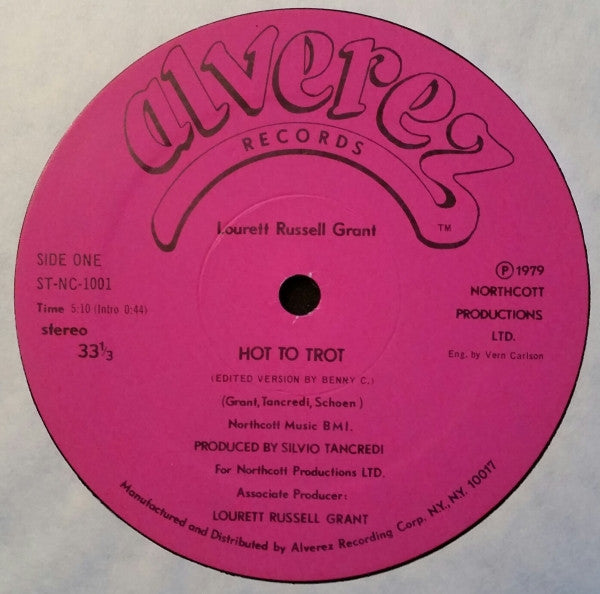 alverez
RECORDS
TM
Lourett Russell Grant
SIDE ONE
ST-NC-1001
Time 5:10 (Intro 0:44)
stereo
33⅓
Ⓟ 1979
NORTHCOTT
PRODUCTIONS
LTD.
Eng. by Vern Carlson
HOT TO TROT
(EDITED VERSION BY BENNY C.)
(Grant, Tancredi, Schoen)
Northcott Music BMI.
PRODUCED BY SILVIO TANCREDI
For Northcott Productions LTD.
Associate Producer:
LOURETT RUSSELL GRANT
Manufactured and Distributed by Alverez Recording Corp. N.Y., N.Y. 10017